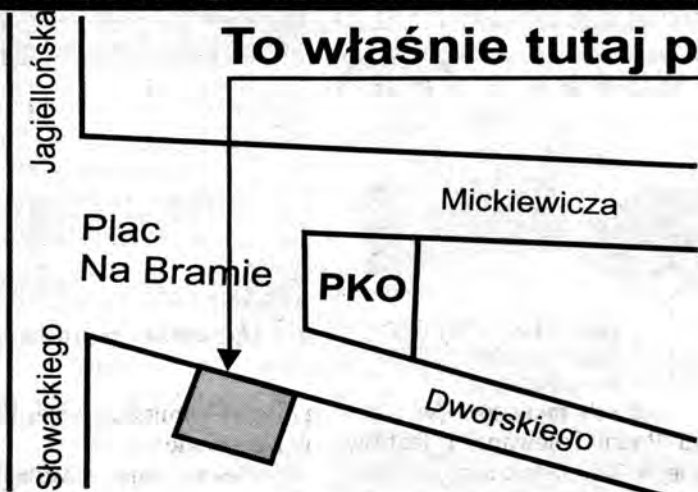 To właśnie tutaj p
Jagiellońska
Mickiewicza
Plac
Na Bramie
PKO
Słowackiego
Dworskiego